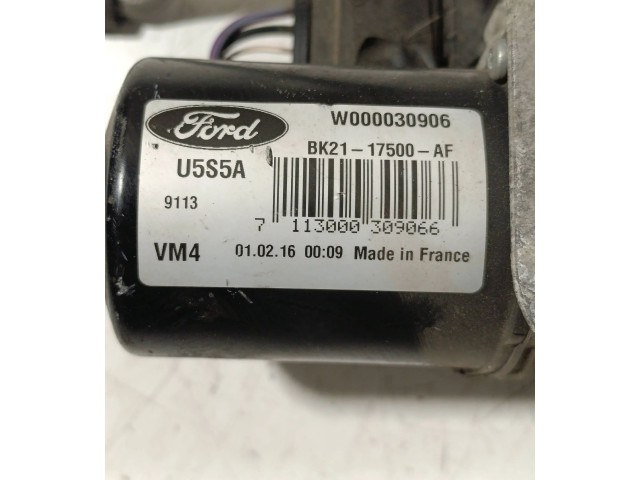 Ford
W000030906
U5S5A
BK21-17500-AF
9113
7 113000 309066
VM4 01.02.16 00:09 Made in France